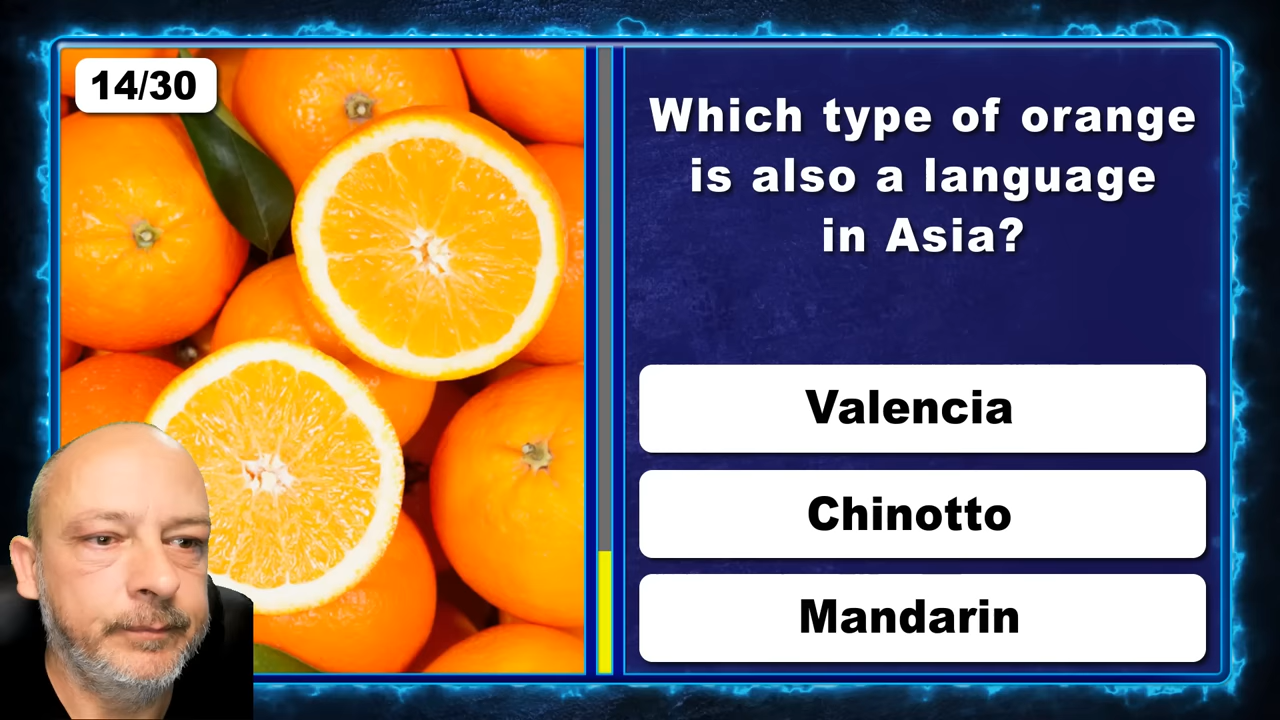 14/30
Which type of orange
is also a language
in Asia?
Valencia
Chinotto
Mandarin